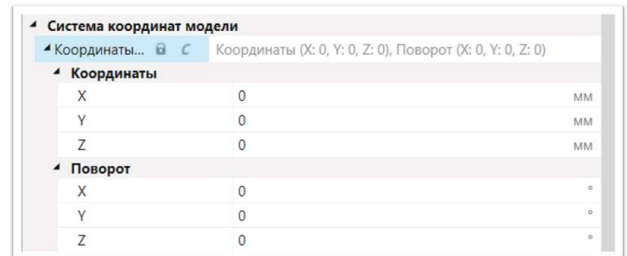 Система координат модели
Координаты... C Координаты (X: 0, Y: 0, Z: 0), Поворот (X: 0, Y: 0, Z: 0)
Координаты
X 0 мм
Y 0 мм
Z 0 мм
Поворот
X 0 °
Y 0 °
Z 0 °